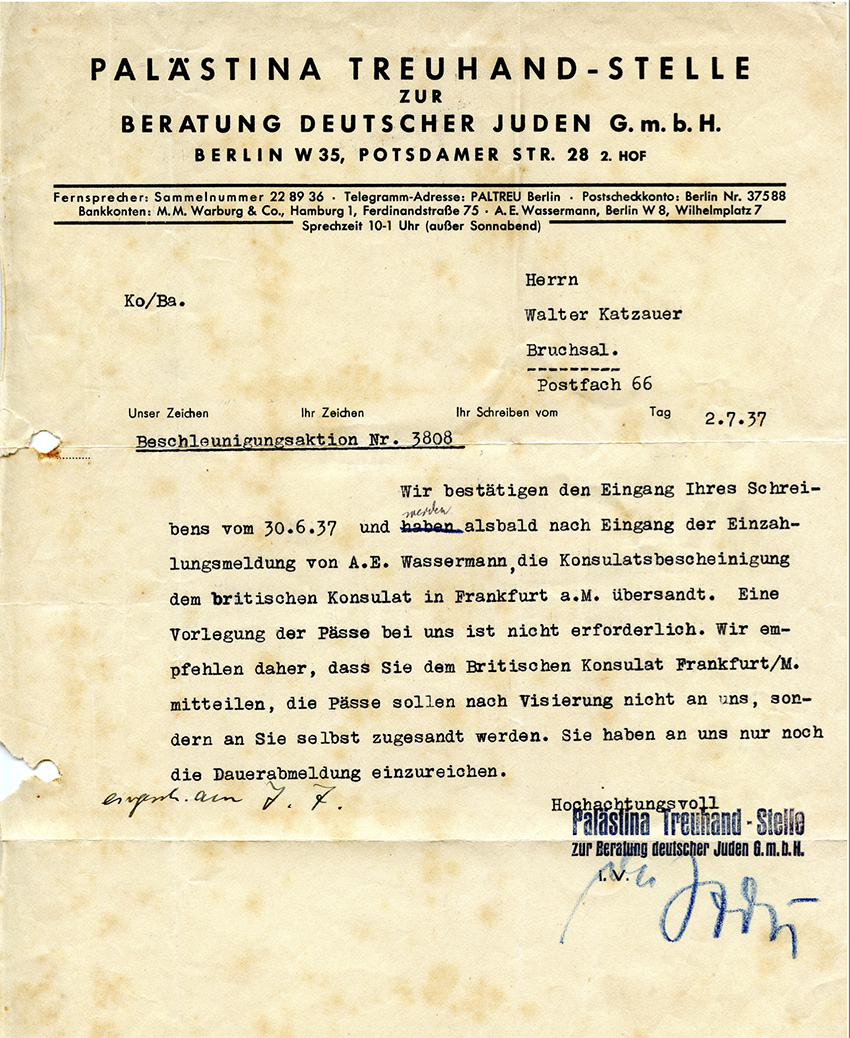 PALÄSTINA TREUHAND-STELLE
ZUR
BERATUNG DEUTSCHER JUDEN G.m.b.H.
BERLIN W 35, POTSDAMER STR. 28 2. HOF
Fernsprecher: Sammelnummer 22 89 36 · Telegramm-Adresse: PALTREU Berlin · Postscheckkonto: Berlin Nr. 37588
Bankkonten: M.M. Warburg & Co., Hamburg 1, Ferdinandstraße 75 · A.E. Wassermann, Berlin W 8, Wilhelmplatz 7
Sprechzeit 10-1 Uhr (außer Sonnabend)
Ko/Ba.
Herrn
Walter Katzauer
Bruchsal.
Postfach 66
Unser Zeichen Ihr Zeichen Ihr Schreiben vom Tag 2.7.37
Beschleunigungsaktion Nr. 3808
Wir bestätigen den Eingang Ihres Schrei-
werden
bens vom 30.6.37 und haben alsbald nach Eingang der Einzah-
lungsmeldung von A.E. Wassermann, die Konsulatsbescheinigung
dem britischen Konsulat in Frankfurt a.M. übersandt. Eine
Vorlegung der Pässe bei uns ist nicht erforderlich. Wir em-
pfehlen daher, dass Sie dem Britischen Konsulat Frankfurt/M.
mitteilen, die Pässe sollen nach Visierung nicht an uns, son-
dern an Sie selbst zugesandt werden. Sie haben an uns nur noch
die Dauerabmeldung einzureichen.
am 7. 7.
Hochachtungsvoll
Palästina Treuhand-Stelle
zur Beratung deutscher Juden G.m.b.H.
i.V.